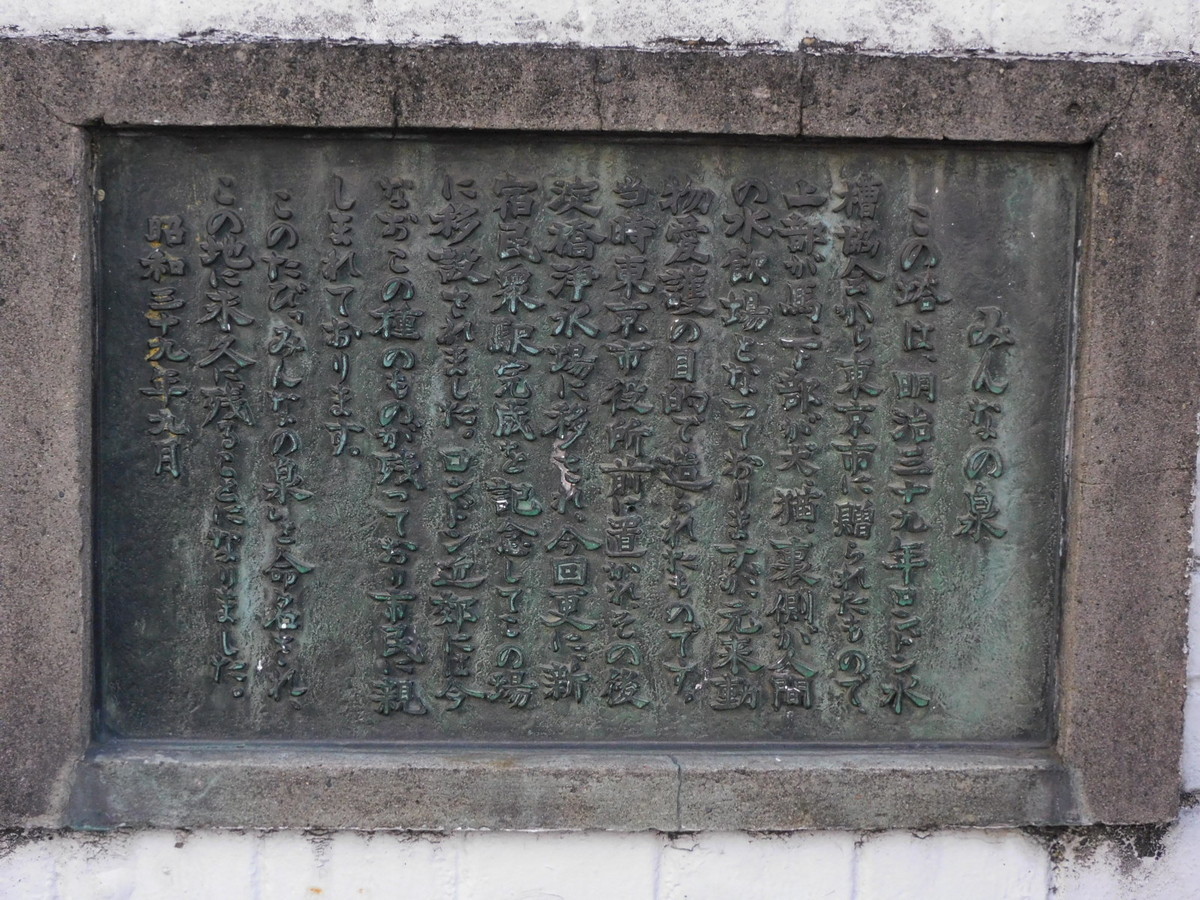 みんなの泉
この塔は、明治三十九年ロンドン水
槽協会から東京市に贈られたもので
上部が馬、下部が犬、猫、裏側が人間
の水飲場となっておりますが、元来動
物愛護の目的で造られたものです。
当時東京市役所前に置かれその後
淀橋浄水場に移され、今回更に、新
宿民衆駅完成を記念してこの場
に移設されました。ロンドン近郊には今
なおこの種のものが残っており市民に親
しまれております。
このたび、「みんなの泉」と命名され
この地に永久に残ることになりました。
昭和三十九年九月